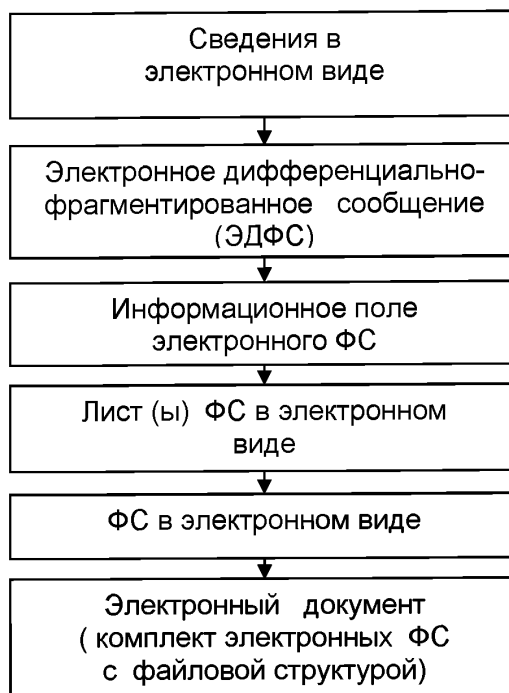 Сведения в
электронном виде
Электронное дифференциально-
фрагментированное сообщение
(ЭДФС)
Информационное поле
электронного ФС
Лист (ы) ФС в электронном
виде
ФС в электронном виде
Электронный документ
( комплект электронных ФС
с файловой структурой)